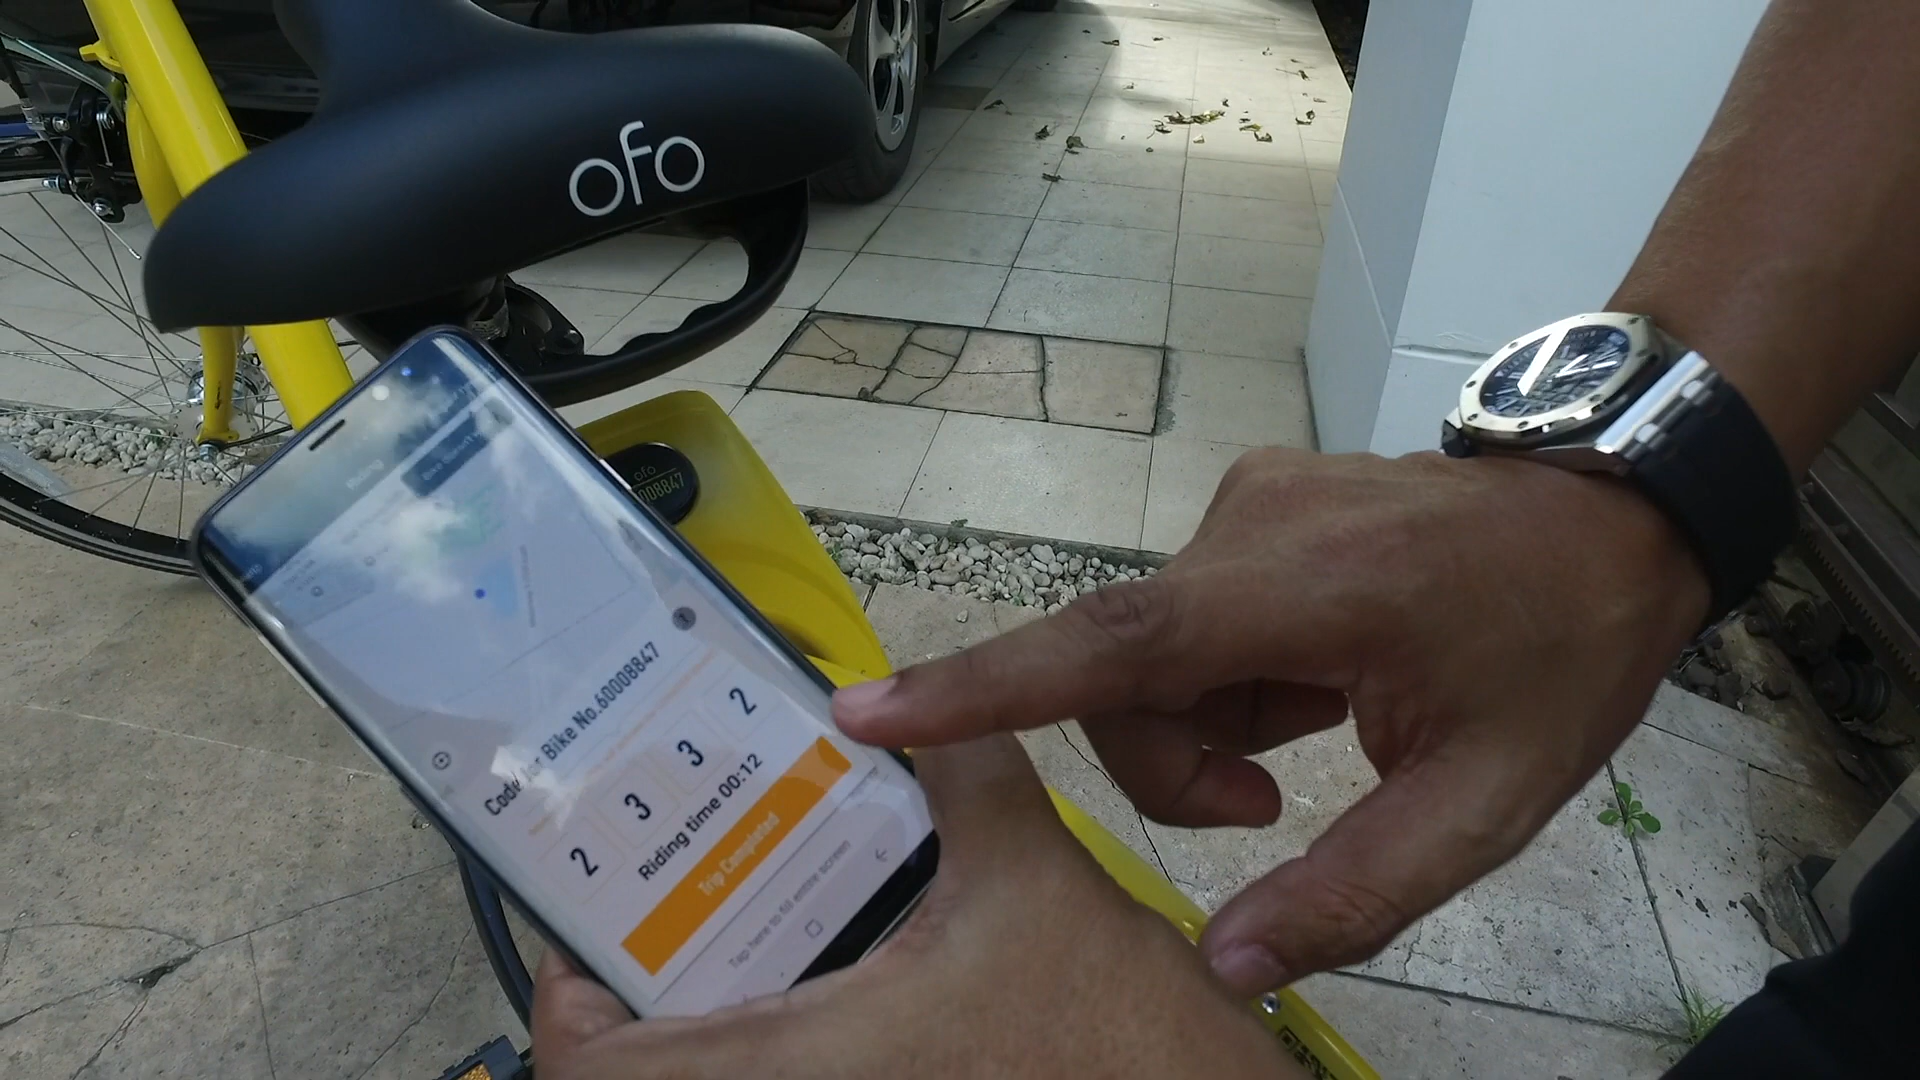 ofo
ofo
60008847
Riding
Code for Bike No.60008847
2 3 3 2
Riding time 00:12
Trip Completed
Tap here to fill entire screen